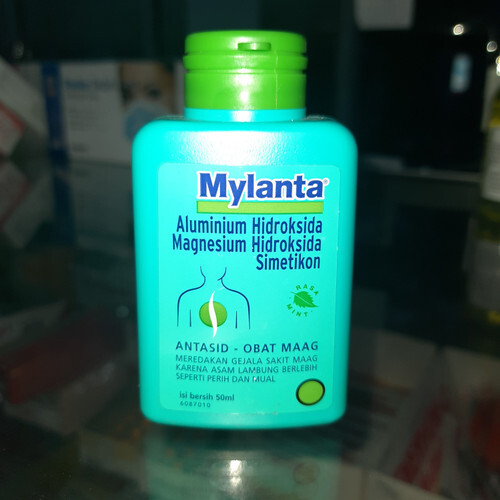 Mylanta®
Aluminium Hidroksida
Magnesium Hidroksida
Simetikon
RASA
MINT
ANTASID - OBAT MAAG
MEREDAKAN GEJALA SAKIT MAAG
KARENA ASAM LAMBUNG BERLEBIH
SEPERTI PERIH DAN MUAL
isi bersih 50ml
6087010